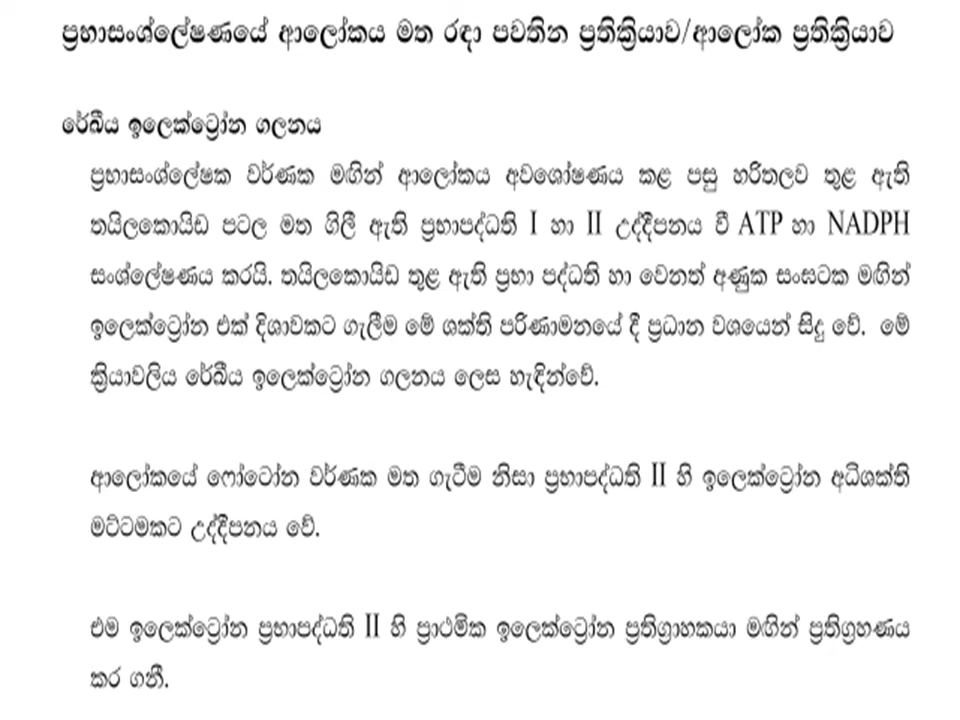 ප්‍රභාසංශ්ලේෂණයේ ආලෝකය මත රඳා පවතින ප්‍රතික්‍රියාව/ආලෝක ප්‍රතික්‍රියාව
රේඛීය ඉලෙක්ට්‍රෝන ගලනය
ප්‍රභාසංශ්ලේෂක වර්ණක මඟින් ආලෝකය අවශෝෂණය කළ පසු හරිතලව තුළ ඇති
තයිලකොයිඩ පටල මත ගිලී ඇති ප්‍රභාපද්ධති I හා II උද්දීපනය වී ATP හා NADPH
සංශ්ලේෂණය කරයි. තයිලකොයිඩ තුළ ඇති ප්‍රභා පද්ධති හා වෙනත් අණුක සංඝටක මඟින්
ඉලෙක්ට්‍රෝන එක් දිශාවකට ගැලීම මේ ශක්ති පරිණාමනයේ දී ප්‍රධාන වශයෙන් සිදු වේ. මේ
ක්‍රියාවලිය රේඛීය ඉලෙක්ට්‍රෝන ගලනය ලෙස හැඳින්වේ.
ආලෝකයේ ෆෝටෝන වර්ණක මත ගැටීම නිසා ප්‍රභාපද්ධති II හි ඉලෙක්ට්‍රෝන අධිශක්ති
මට්ටමකට උද්දීපනය වේ.
එම ඉලෙක්ට්‍රෝන ප්‍රභාපද්ධති II හි ප්‍රාථමික ඉලෙක්ට්‍රෝන ප්‍රතිග්‍රාහකයා මඟින් ප්‍රතිග්‍රහණය
කර ගනී.